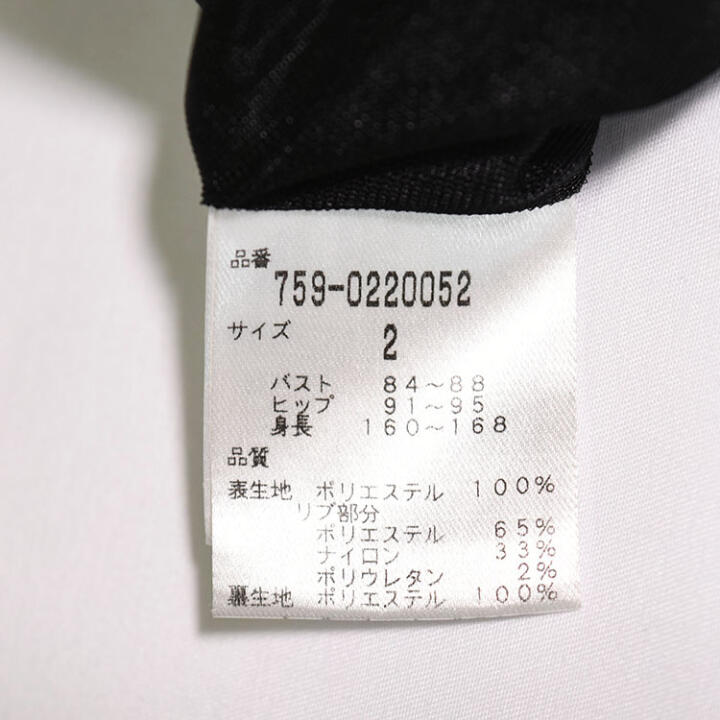 品番
759-0220052
サイズ 2
バスト 84～88
ヒップ 91～95
身長 160～168
品質
表生地 ポリエステル 100%
リブ部分
ポリエステル 65%
ナイロン 33%
ポリウレタン 2%
裏生地 ポリエステル 100%